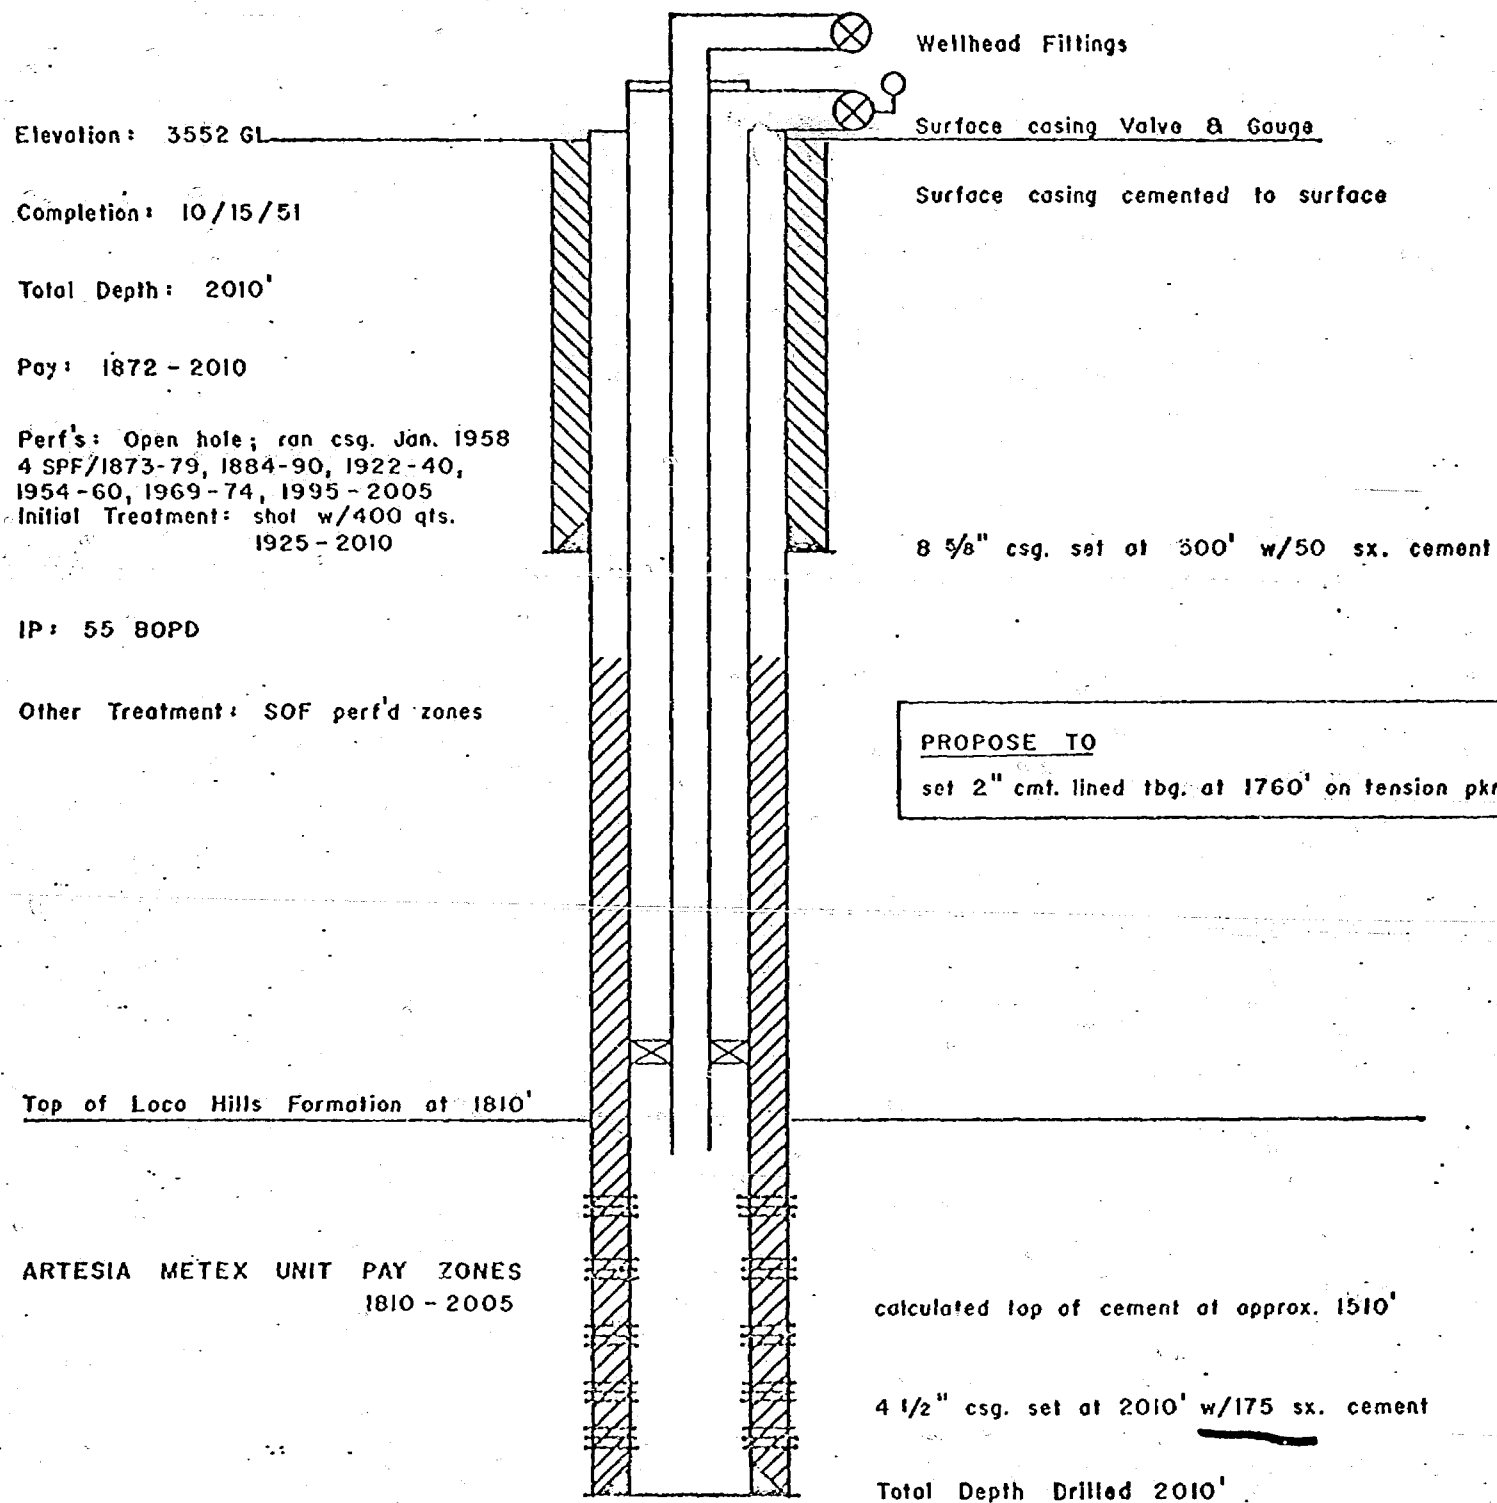 Wellhead Fittings
Elevation: 3552 GL
Surface casing Valve & Gauge
Completion: 10/15/51
Surface casing cemented to surface
Total Depth: 2010'
Pay: 1872 - 2010
Perf's: Open hole; ran csg. Jan. 1958
4 SPF/1873-79, 1884-90, 1922-40,
1954-60, 1969-74, 1995-2005
Initial Treatment: shot w/400 qts.
1925 - 2010
8 5/8" csg. set at 500' w/50 sx. cement
IP: 55 BOPD
Other Treatment: SOF perf'd zones
PROPOSE TO
set 2" cmt. lined tbg. at 1760' on tension pkr
Top of Loco Hills Formation at 1810'
ARTESIA METEX UNIT PAY ZONES
1810 - 2005
calculated top of cement at approx. 1510'
4 1/2" csg. set at 2010' w/175 sx. cement
Total Depth Drilled 2010'